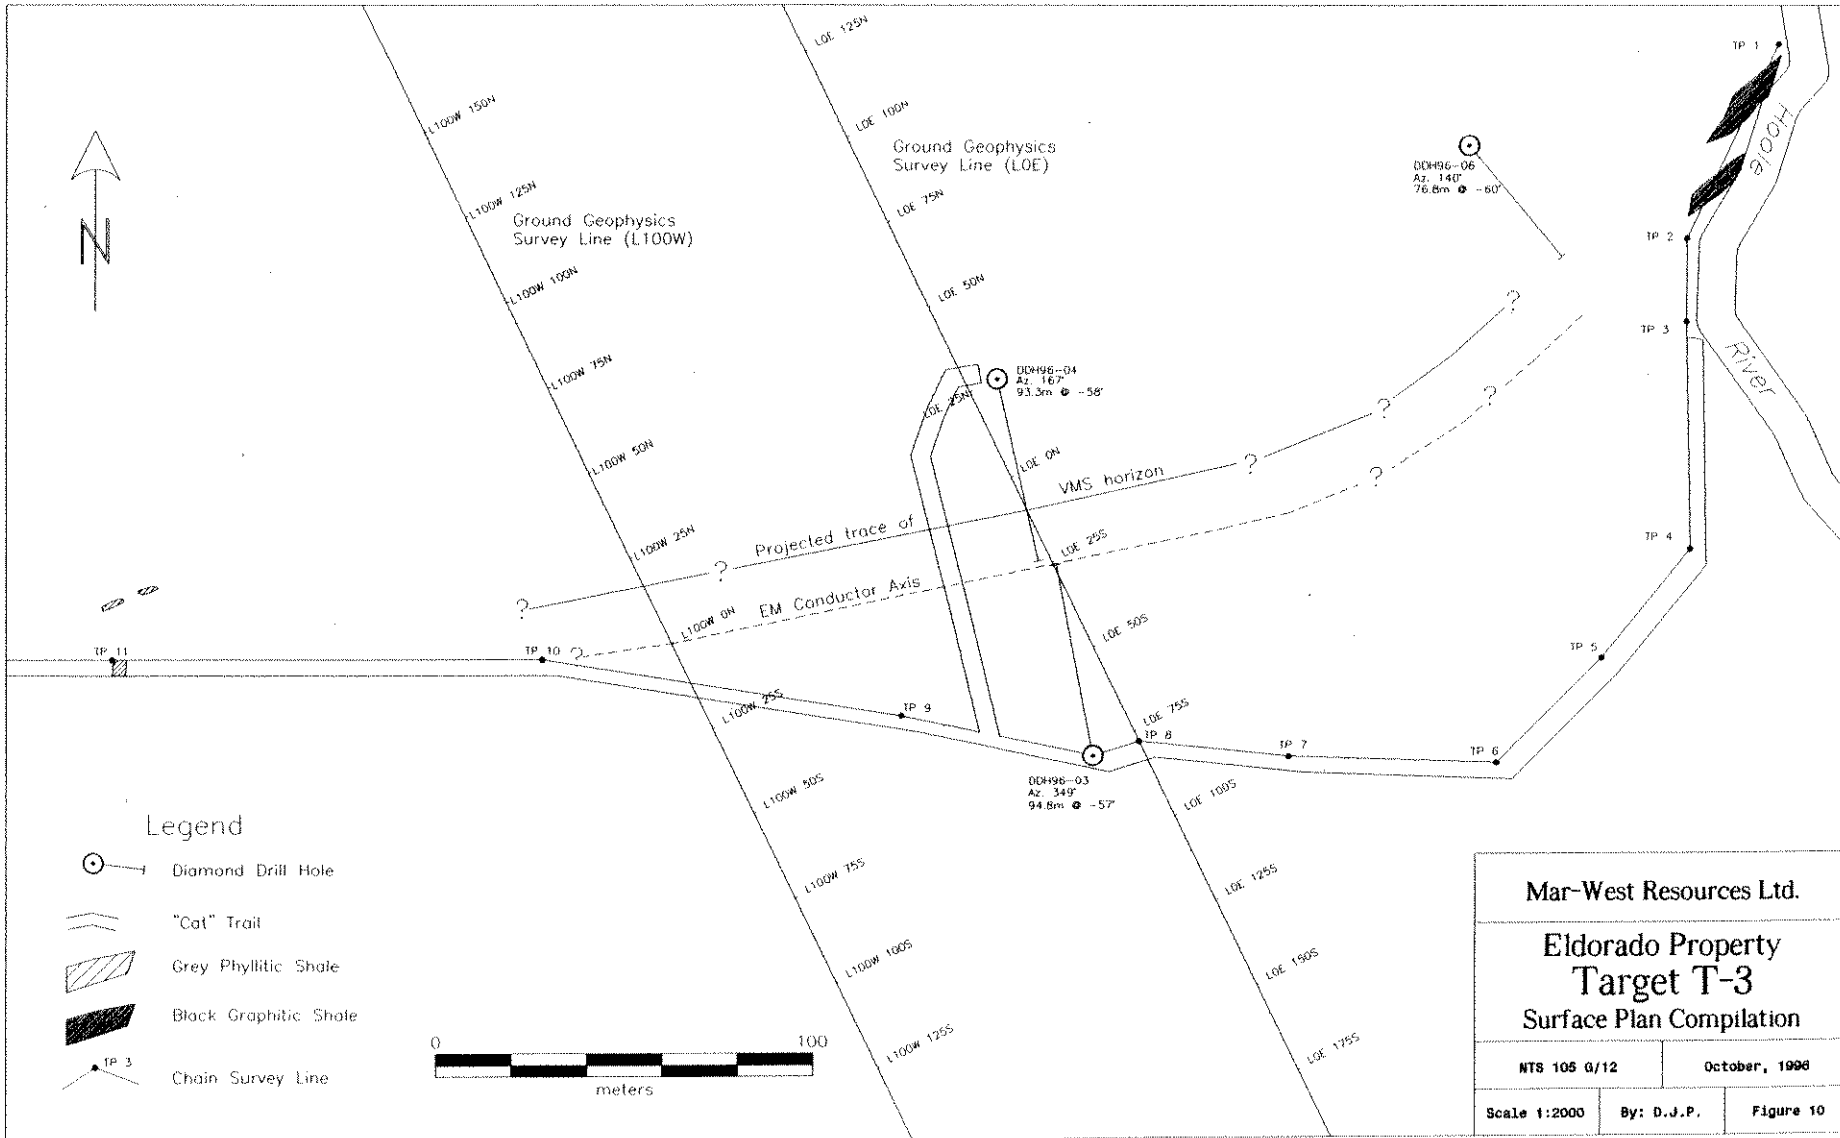 L0E 125N
TP 1
L100W 150N
L0E 100N
Hoole
Ground Geophysics
Survey Line (L0E)
DDH96-06
Az. 140°
76.8m @ -60°
L100W 125N
L0E 75N
Ground Geophysics
Survey Line (L100W)
N
TP 2
L100W 100N
L0E 50N
?
TP 3
River
L100W 75N
DDH96-04
Az. 167°
93.3m @ -58°
L0E 25N
?
?
L100W 50N
L0E 0N
VMS horizon
?
?
L100W 25N
Projected trace of
L0E 25S
TP 4
?
?
EM Conductor Axis
L100W 0N
L0E 50S
TP 11
TP 10
?
TP 5
L100W 25S
TP 9
L0E 75S
TP 8
TP 7
TP 6
DDH96-03
Az. 349°
94.8m @ -57°
L100W 50S
L0E 100S
Legend
Diamond Drill Hole
"Cat" Trail
Grey Phyllitic Shale
Black Graphitic Shale
TP 3
Chain Survey Line
L100W 75S
L0E 125S
L100W 100S
L0E 150S
L100W 125S
L0E 175S
0 100
meters
Mar-West Resources Ltd.
Eldorado Property
Target T-3
Surface Plan Compilation
NTS 105 G/12
October, 1996
Scale 1:2000
By: D.J.P.
Figure 10